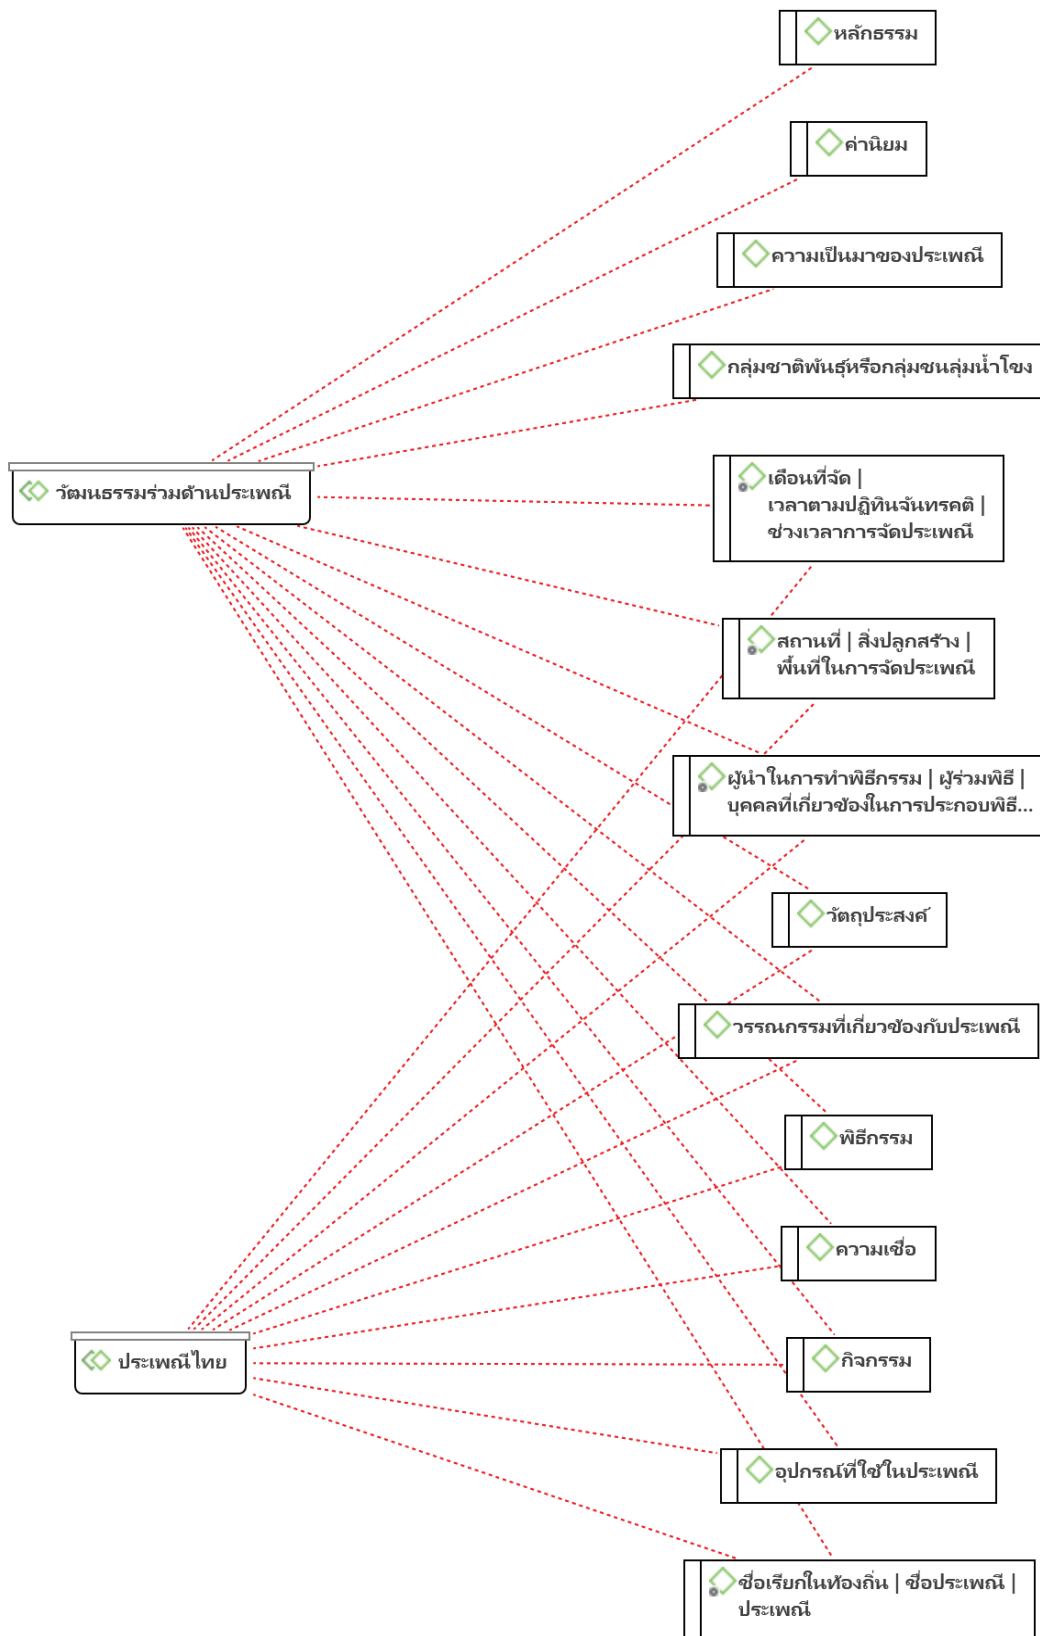 หลักธรรม
ค่านิยม
ความเป็นมาของประเพณี
กลุ่มชาติพันธุ์หรือกลุ่มชนลุ่มน้ำโขง
วัฒนธรรมร่วมด้านประเพณี
เดือนที่จัด |
เวลาตามปฏิทินจันทรคติ |
ช่วงเวลาการจัดประเพณี
สถานที่ | สิ่งปลูกสร้าง |
พื้นที่ในการจัดประเพณี
ผู้นำในการทำพิธีกรรม | ผู้ร่วมพิธี |
บุคคลที่เกี่ยวข้องในการประกอบพิธี...
วัตถุประสงค์
วรรณกรรมที่เกี่ยวข้องกับประเพณี
พิธีกรรม
ความเชื่อ
ประเพณีไทย
กิจกรรม
อุปกรณ์ที่ใช้ในประเพณี
ชื่อเรียกในท้องถิ่น | ชื่อประเพณี |
ประเพณี